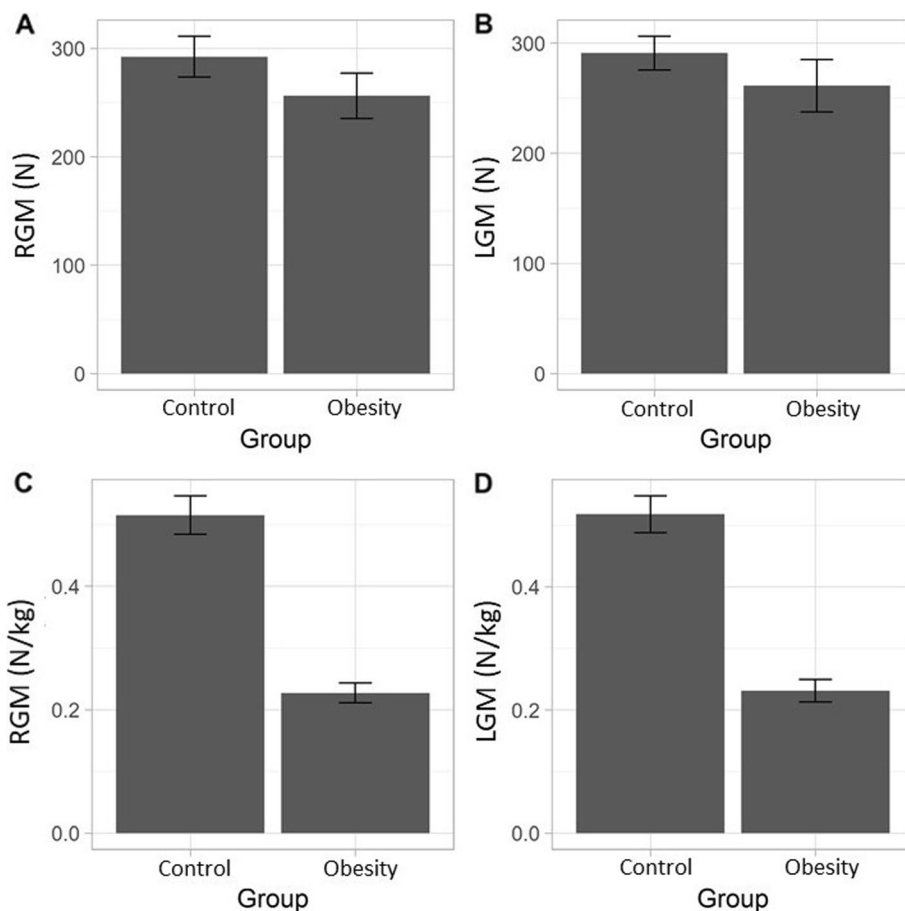 A
RGM (N)
300
200
100
0
Control Obesity
Group
B
LGM (N)
300
200
100
0
Control Obesity
Group
C
RGM (N/kg)
0.4
0.2
0.0
Control Obesity
Group
D
LGM (N/kg)
0.4
0.2
0.0
Control Obesity
Group